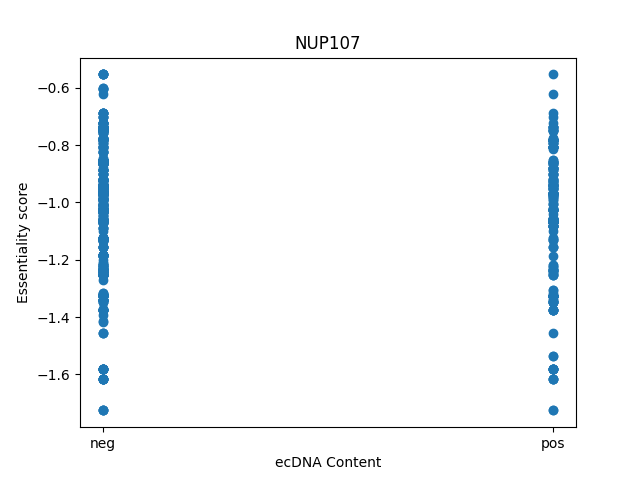 NUP107
Essentiality score
−0.6
−0.8
−1.0
−1.2
−1.4
−1.6
neg
pos
ecDNA Content